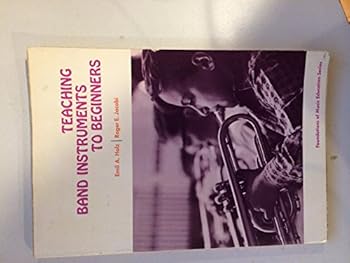 TEACHING
BAND INSTRUMENTS
TO BEGINNERS
Emil A. Holz | Roger E. Jacobi
Foundations of Music Education Series